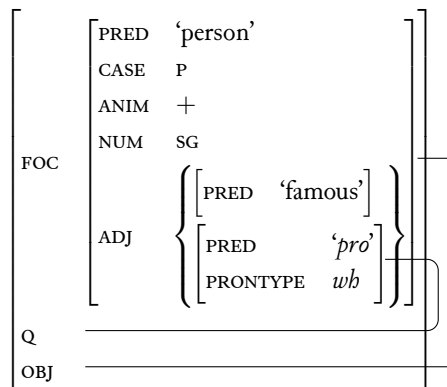 PRED ‘person’
CASE P
ANIM +
NUM SG
FOC
PRED ‘famous’
ADJ
PRED ‘pro’
PRONTYPE wh
Q
OBJ